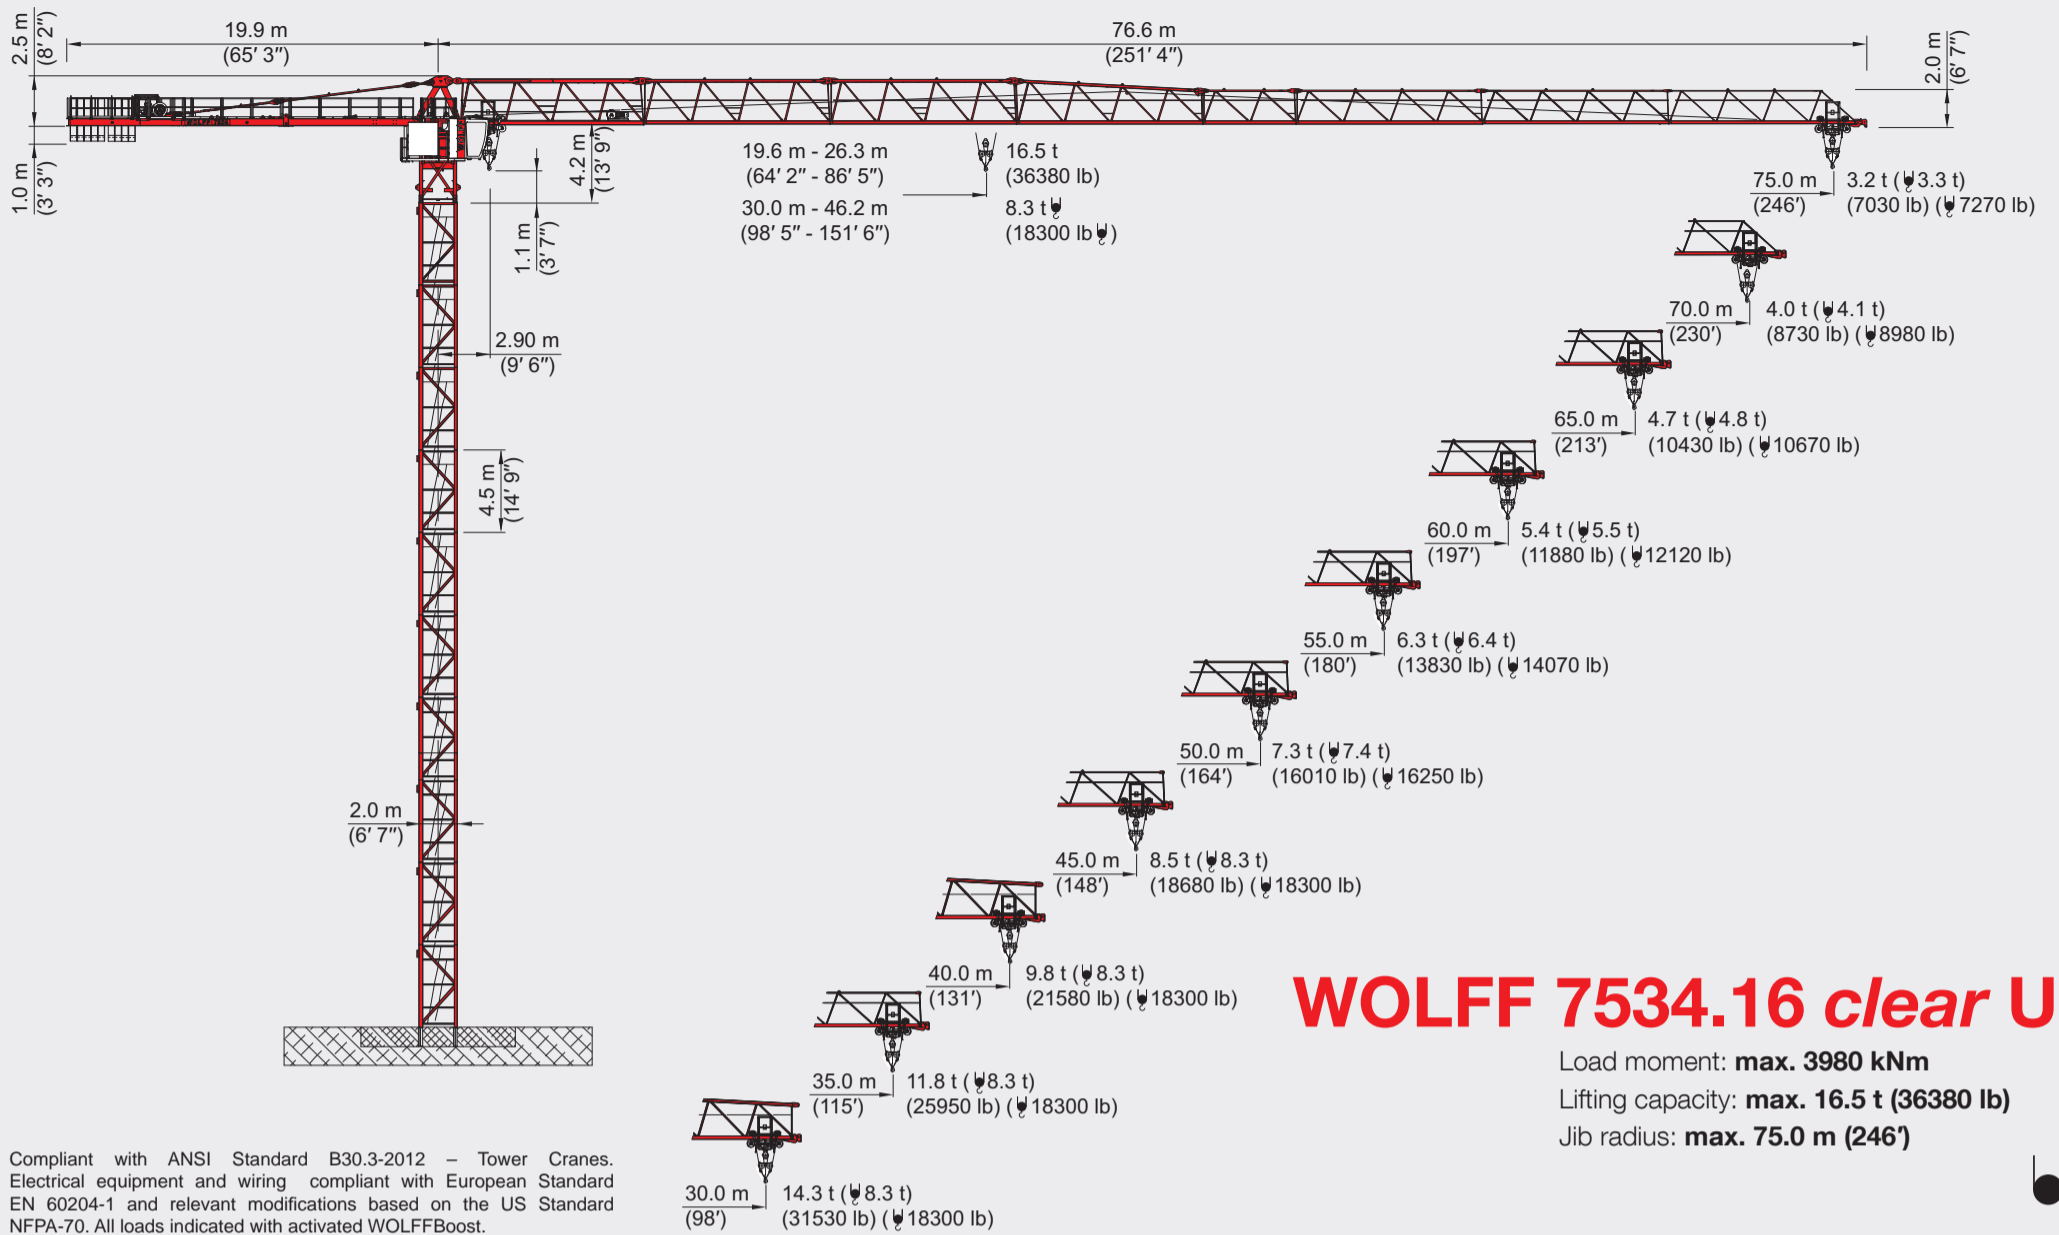 2.5 m
(8′ 2″)
19.9 m
(65′ 3″)
76.6 m
(251′ 4″)
2.0 m
(6′ 7″)
1.0 m
(3′ 3″)
4.2 m
(13′ 9″)
1.1 m
(3′ 7″)
19.6 m - 26.3 m
(64′ 2″ - 86′ 5″)
16.5 t
(36380 lb)
30.0 m - 46.2 m
(98′ 5″ - 151′ 6″)
8.3 t
(18300 lb)
75.0 m
(246′)
3.2 t (3.3 t)
(7030 lb) (7270 lb)
2.90 m
(9′ 6″)
70.0 m
(230′)
4.0 t (4.1 t)
(8730 lb) (8980 lb)
65.0 m
(213′)
4.7 t (4.8 t)
(10430 lb) (10670 lb)
4.5 m
(14′ 9″)
60.0 m
(197′)
5.4 t (5.5 t)
(11880 lb) (12120 lb)
55.0 m
(180′)
6.3 t (6.4 t)
(13830 lb) (14070 lb)
50.0 m
(164′)
7.3 t (7.4 t)
(16010 lb) (16250 lb)
2.0 m
(6′ 7″)
45.0 m
(148′)
8.5 t (8.3 t)
(18680 lb) (18300 lb)
40.0 m
(131′)
9.8 t (8.3 t)
(21580 lb) (18300 lb)
35.0 m
(115′)
11.8 t (8.3 t)
(25950 lb) (18300 lb)
30.0 m
(98′)
14.3 t (8.3 t)
(31530 lb) (18300 lb)
WOLFF 7534.16 clear U
Load moment: max. 3980 kNm
Lifting capacity: max. 16.5 t (36380 lb)
Jib radius: max. 75.0 m (246′)
Compliant with ANSI Standard B30.3-2012 – Tower Cranes.
Electrical equipment and wiring compliant with European Standard
EN 60204-1 and relevant modifications based on the US Standard
NFPA-70. All loads indicated with activated WOLFFBoost.